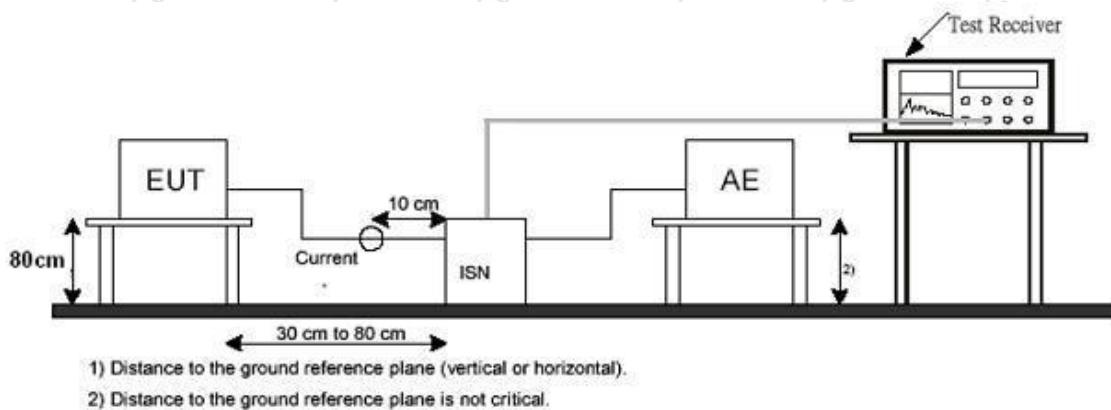 Test Receiver
EUT
AE
10 cm
80cm
Current
ISN
2)
30 cm to 80 cm
1) Distance to the ground reference plane (vertical or horizontal).
2) Distance to the ground reference plane is not critical.